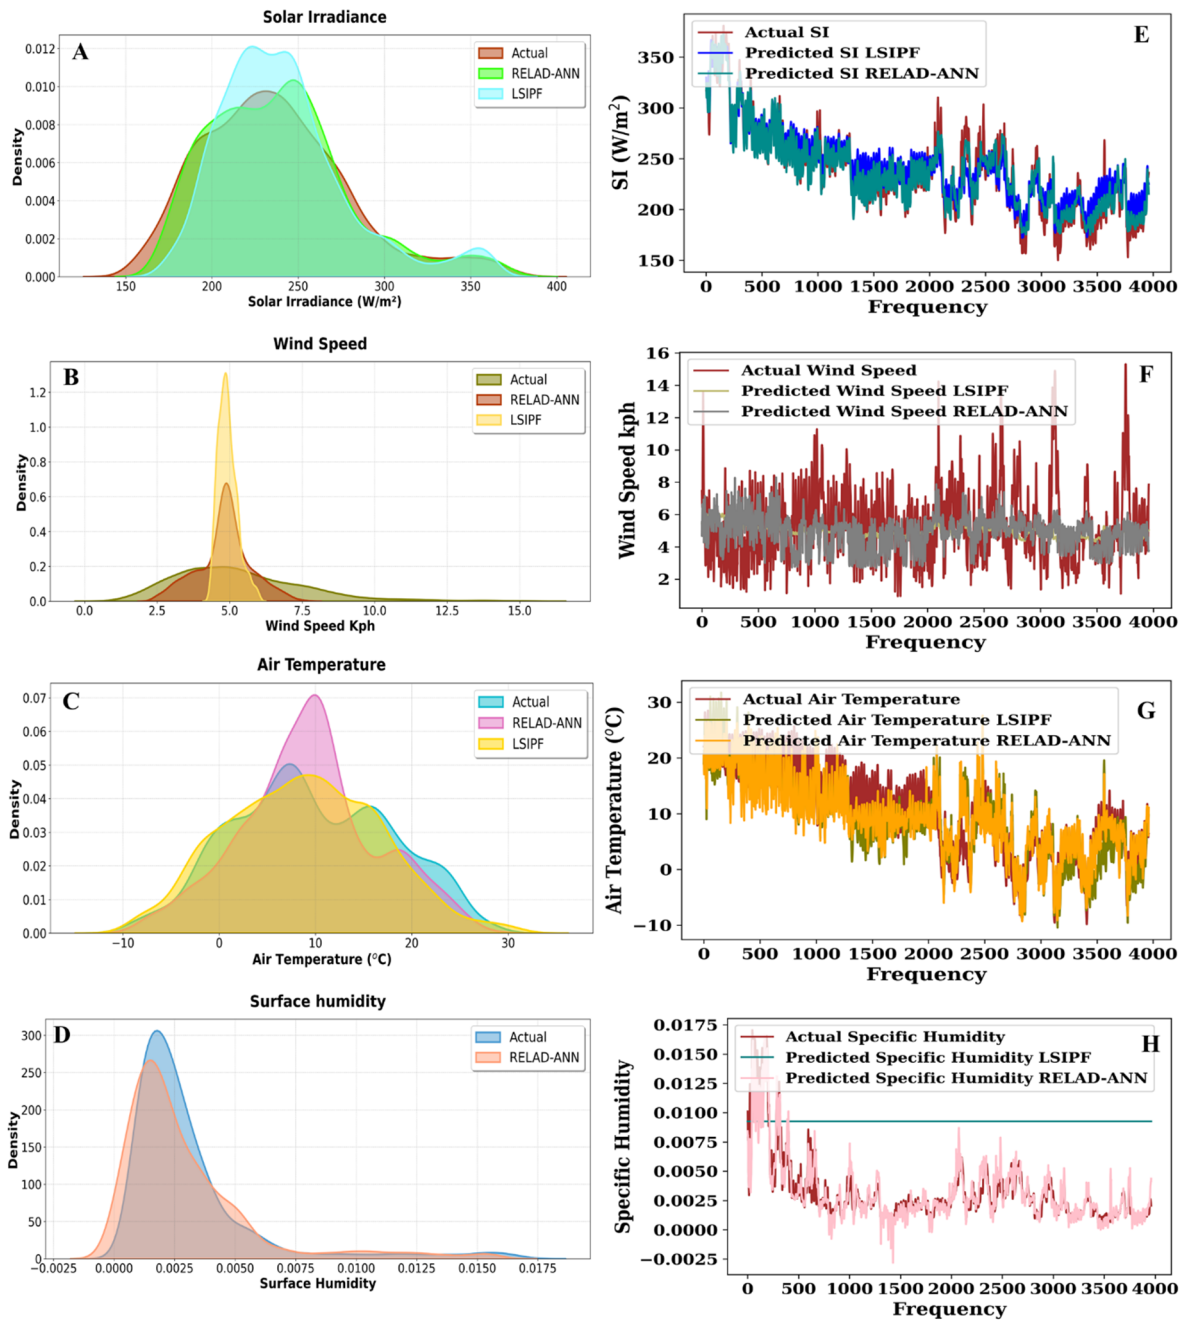 Solar Irradiance
A
Actual
RELAD-ANN
LSIPF
Density
0.012
0.010
0.008
0.006
0.004
0.002
0.000
150 200 250 300 350 400
Solar Irradiance (W/m²)
E
Actual SI
Predicted SI LSIPF
Predicted SI RELAD-ANN
SI (W/m²)
350
300
250
200
150
0 500 1000 1500 2000 2500 3000 3500 4000
Frequency
Wind Speed
B
Actual
RELAD-ANN
LSIPF
Density
1.2
1.0
0.8
0.6
0.4
0.2
0.0
0.0 2.5 5.0 7.5 10.0 12.5 15.0
Wind Speed Kph
F
Actual Wind Speed
Predicted Wind Speed LSIPF
Predicted Wind Speed RELAD-ANN
Wind Speed kph
16
14
12
10
8
6
4
2
0 500 1000 1500 2000 2500 3000 3500 4000
Frequency
Air Temperature
C
Actual
RELAD-ANN
LSIPF
Density
0.07
0.06
0.05
0.04
0.03
0.02
0.01
0.00
−10 0 10 20 30
Air Temperature (⁰C)
G
Actual Air Temperature
Predicted Air Temperature LSIPF
Predicted Air Temperature RELAD-ANN
Air Temperature (⁰C)
30
20
10
0
−10
0 500 1000 1500 2000 2500 3000 3500 4000
Frequency
Surface humidity
D
Actual
RELAD-ANN
Density
300
250
200
150
100
50
0
−0.0025 0.0000 0.0025 0.0050 0.0075 0.0100 0.0125 0.0150 0.0175
Surface Humidity
H
Actual Specific Humidity
Predicted Specific Humidity LSIPF
Predicted Specific Humidity RELAD-ANN
Specific Humidity
0.0175
0.0150
0.0125
0.0100
0.0075
0.0050
0.0025
0.0000
−0.0025
0 500 1000 1500 2000 2500 3000 3500 4000
Frequency